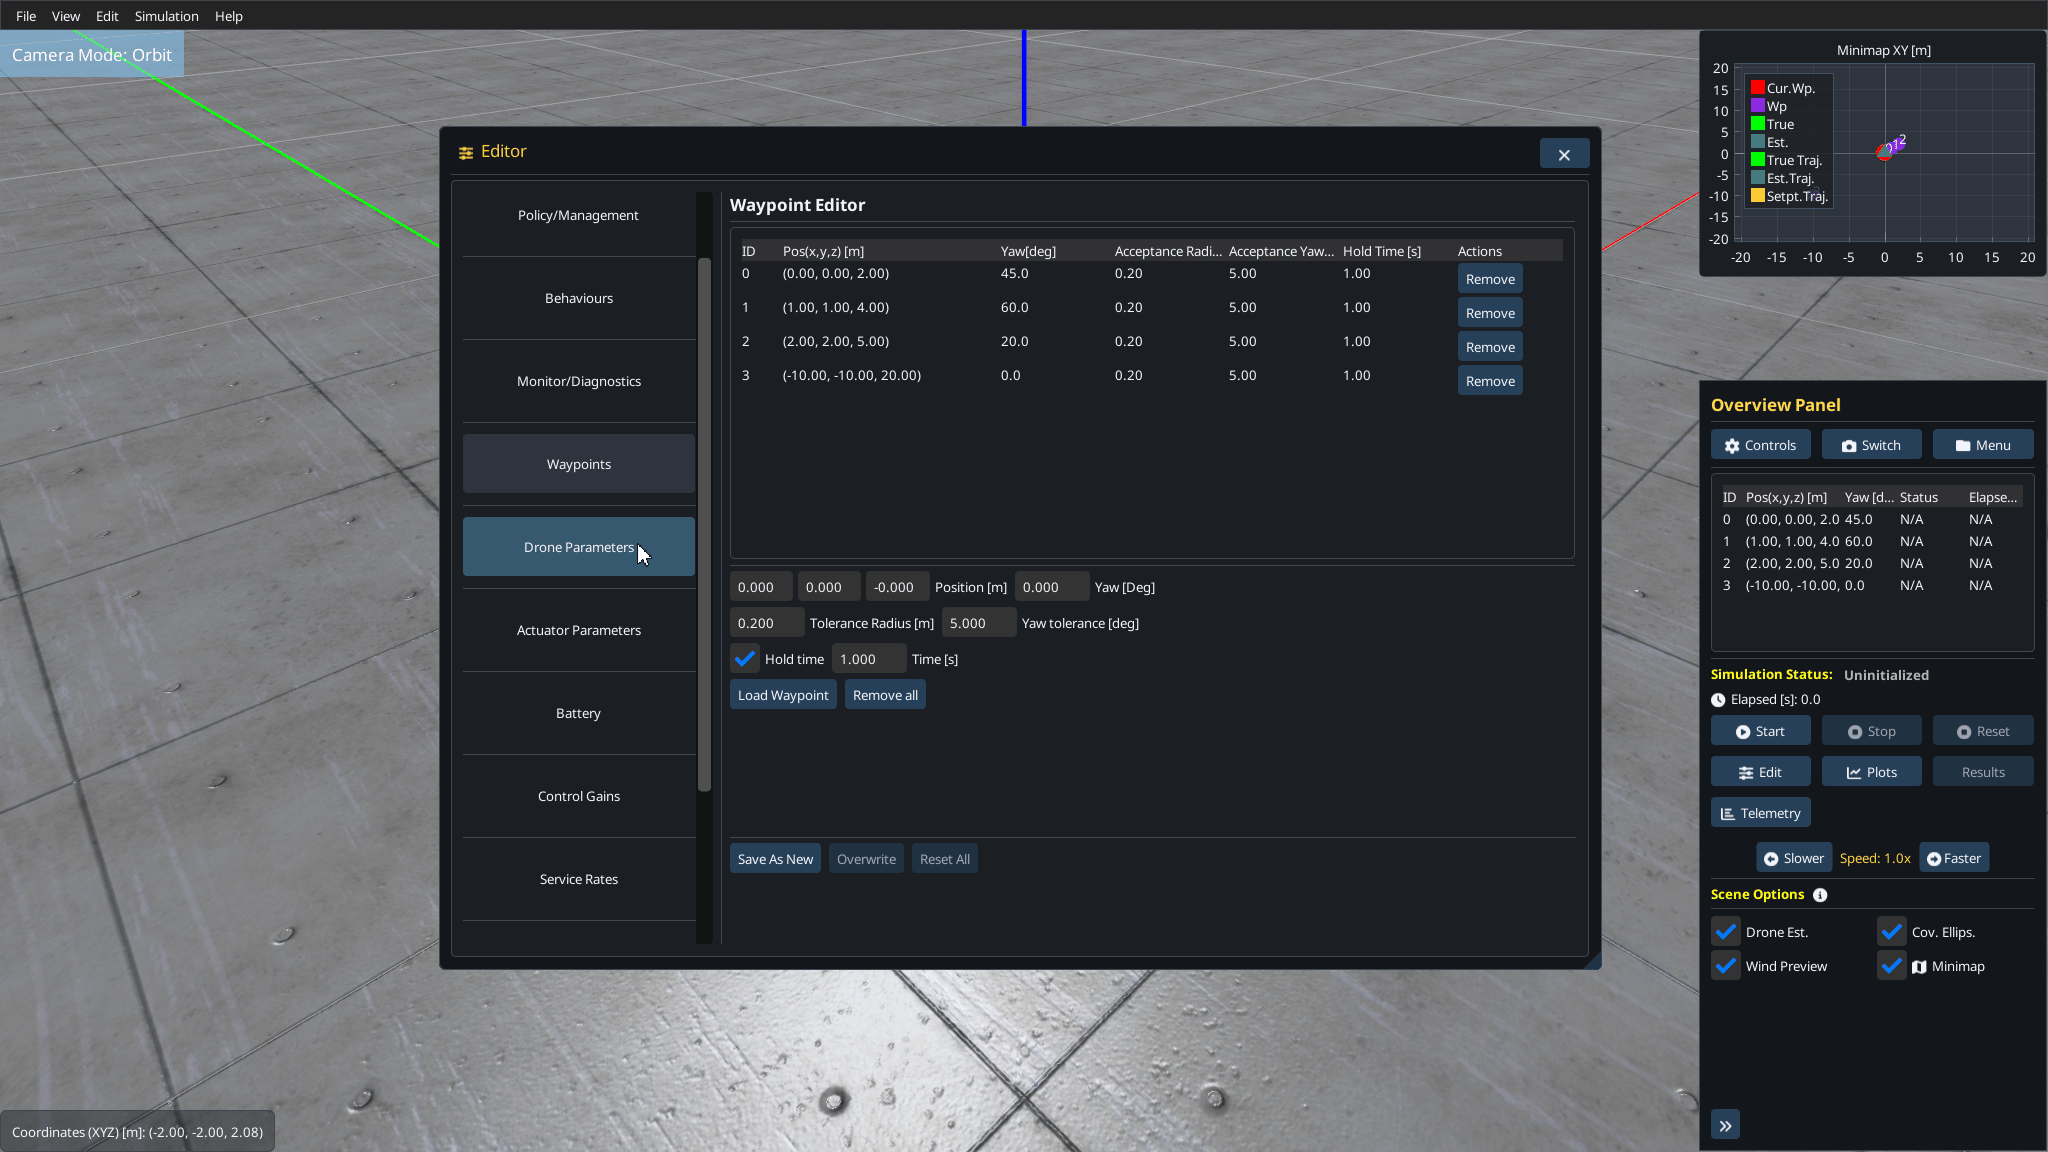 File View Edit Simulation Help
Camera Mode: Orbit
Minimap XY [m]
20
15
10
5
0
-5
-10
-15
-20
Cur.Wp.
Wp
True
Est.
True Traj.
Est.Traj.
Setpt.Traj.
2
-20 -15 -10 -5 0 5 10 15 20
Editor
Policy/Management
Behaviours
Monitor/Diagnostics
Waypoints
Drone Parameters
Actuator Parameters
Battery
Control Gains
Service Rates
Waypoint Editor
ID Pos(x,y,z) [m] Yaw[deg] Acceptance Radi... Acceptance Yaw... Hold Time [s] Actions
0 (0.00, 0.00, 2.00) 45.0 0.20 5.00 1.00 Remove
1 (1.00, 1.00, 4.00) 60.0 0.20 5.00 1.00 Remove
2 (2.00, 2.00, 5.00) 20.0 0.20 5.00 1.00 Remove
3 (-10.00, -10.00, 20.00) 0.0 0.20 5.00 1.00 Remove
0.000 0.000 -0.000 Position [m] 0.000 Yaw [Deg]
0.200 Tolerance Radius [m] 5.000 Yaw tolerance [deg]
Hold time 1.000 Time [s]
Load Waypoint Remove all
Save As New Overwrite Reset All
Overview Panel
Controls Switch Menu
ID Pos(x,y,z) [m] Yaw [d... Status Elapse...
0 (0.00, 0.00, 2.0 45.0 N/A N/A
1 (1.00, 1.00, 4.0 60.0 N/A N/A
2 (2.00, 2.00, 5.0 20.0 N/A N/A
3 (-10.00, -10.00, 0.0 N/A N/A
Simulation Status: Uninitialized
Elapsed [s]: 0.0
Start Stop Reset
Edit Plots Results
Telemetry
Slower Speed: 1.0x Faster
Scene Options
Drone Est. Cov. Ellips.
Wind Preview Minimap
Coordinates (XYZ) [m]: (-2.00, -2.00, 2.08)